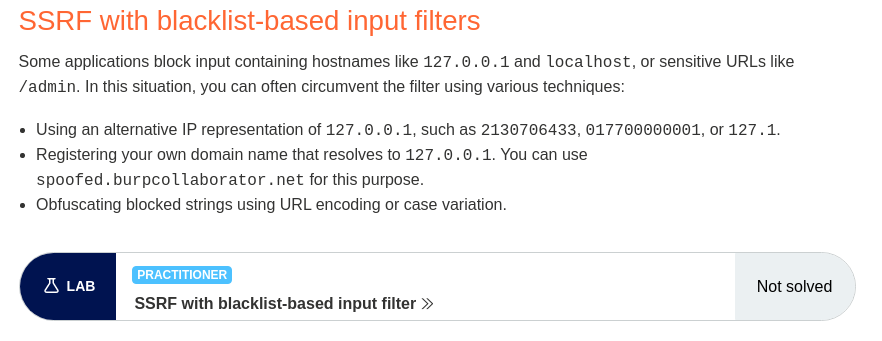 SSRF with blacklist-based input filters
Some applications block input containing hostnames like 127.0.0.1 and localhost, or sensitive URLs like
/admin. In this situation, you can often circumvent the filter using various techniques:
• Using an alternative IP representation of 127.0.0.1, such as 2130706433, 017700000001, or 127.1.
• Registering your own domain name that resolves to 127.0.0.1. You can use
spoofed.burpcollaborator.net for this purpose.
• Obfuscating blocked strings using URL encoding or case variation.
LAB
PRACTITIONER
SSRF with blacklist-based input filter
Not solved